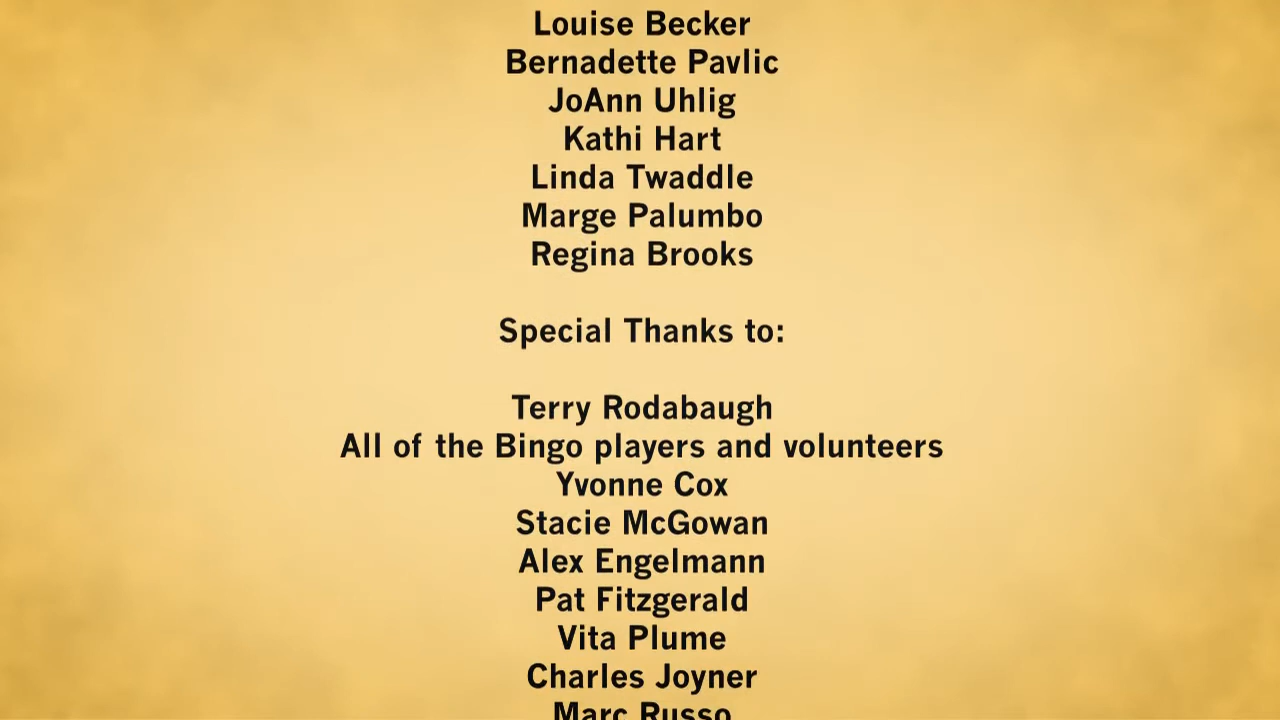 Louise Becker
Bernadette Pavlic
JoAnn Uhlig
Kathi Hart
Linda Twaddle
Marge Palumbo
Regina Brooks
Special Thanks to:
Terry Rodabaugh
All of the Bingo players and volunteers
Yvonne Cox
Stacie McGowan
Alex Engelmann
Pat Fitzgerald
Vita Plume
Charles Joyner
Marc Russo